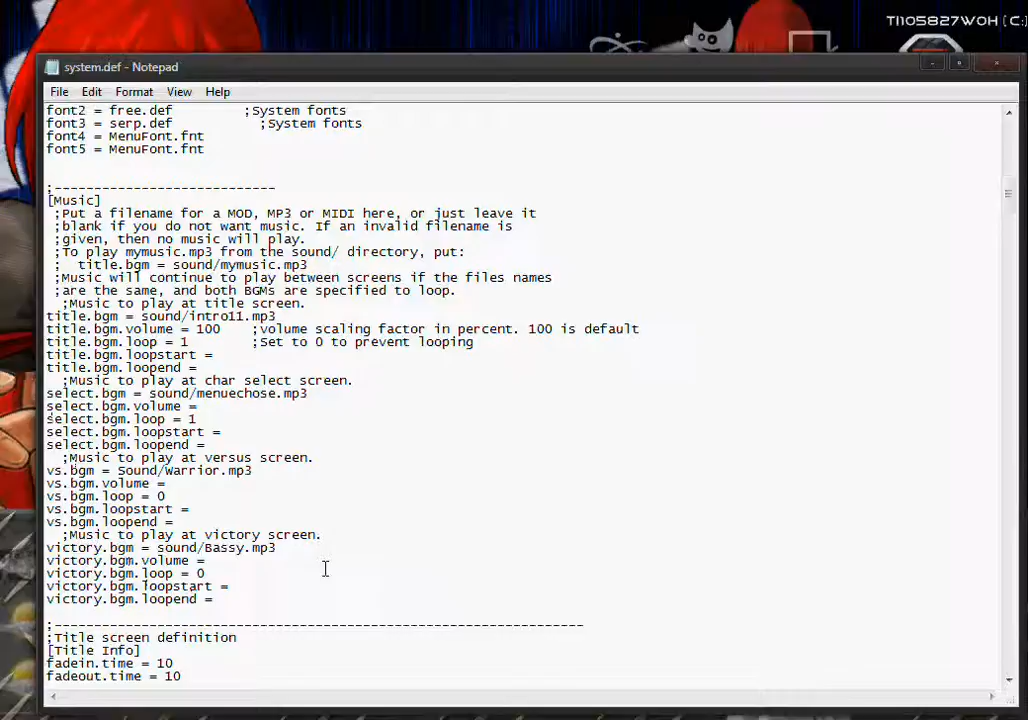 TI105827WOH (C:)
system.def - Notepad
File Edit Format View Help
font2 = free.def ;System fonts
font3 = serp.def ;System fonts
font4 = MenuFont.fnt
font5 = MenuFont.fnt
;----------------------------
[Music]
;Put a filename for a MOD, MP3 or MIDI here, or just leave it
;blank if you do not want music. If an invalid filename is
;given, then no music will play.
;To play mymusic.mp3 from the sound/ directory, put:
; title.bgm = sound/mymusic.mp3
;Music will continue to play between screens if the files names
;are the same, and both BGMs are specified to loop.
;Music to play at title screen.
title.bgm = sound/intro11.mp3
title.bgm.volume = 100 ;volume scaling factor in percent. 100 is default
title.bgm.loop = 1 ;Set to 0 to prevent looping
title.bgm.loopstart =
title.bgm.loopend =
;Music to play at char select screen.
select.bgm = sound/menuechose.mp3
select.bgm.volume =
select.bgm.loop = 1
select.bgm.loopstart =
select.bgm.loopend =
;Music to play at versus screen.
vs.bgm = Sound/Warrior.mp3
vs.bgm.volume =
vs.bgm.loop = 0
vs.bgm.loopstart =
vs.bgm.loopend =
;Music to play at victory screen.
victory.bgm = sound/Bassy.mp3
victory.bgm.volume =
victory.bgm.loop = 0
victory.bgm.loopstart =
victory.bgm.loopend =
;-------------------------------------------------------------------
;Title screen definition
[Title Info]
fadein.time = 10
fadeout.time = 10